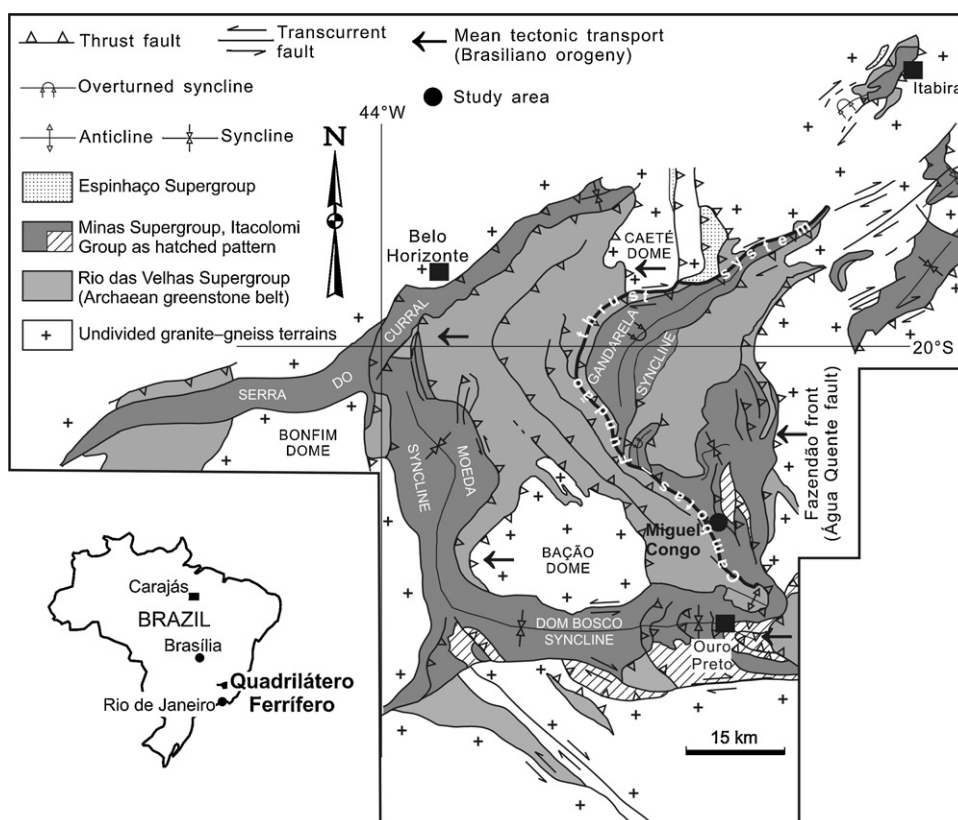 Thrust fault
Transcurrent
fault
Mean tectonic transport
(Brasiliano orogeny)
Overturned syncline
Study area
Anticline
Syncline
Espinhaço Supergroup
Minas Supergroup, Itacolomi
Group as hatched pattern
Rio das Velhas Supergroup
(Archaean greenstone belt)
Undivided granite–gneiss terrains
N
44°W
Itabira
Belo
Horizonte
CAETÉ
DOME
CURRAL
DO
SERRA
20°S
GANDARELA
SYNCLINE
Cambotas - Fundão thrust system
BONFIM
DOME
SYNCLINE
MOEDA
Fazendão front
(Água Quente fault)
Miguel
Congo
BAÇÃO
DOME
DOM BOSCO
SYNCLINE
Ouro
Preto
15 km
Carajás
BRAZIL
Brasília
Quadrilátero
Ferrífero
Rio de Janeiro